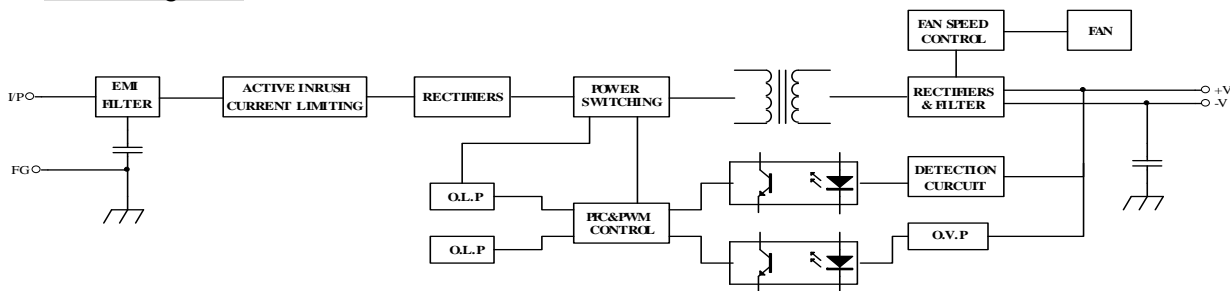 FAN SPEED
CONTROL
FAN
I/P
EMI
FILTER
ACTIVE INRUSH
CURRENT LIMITING
RECTIFIERS
POWER
SWITCHING
RECTIFIERS
& FILTER
+V
-V
FG
O.L.P
DETECTION
CURCUIT
PFC&PWM
CONTROL
O.L.P
O.V.P